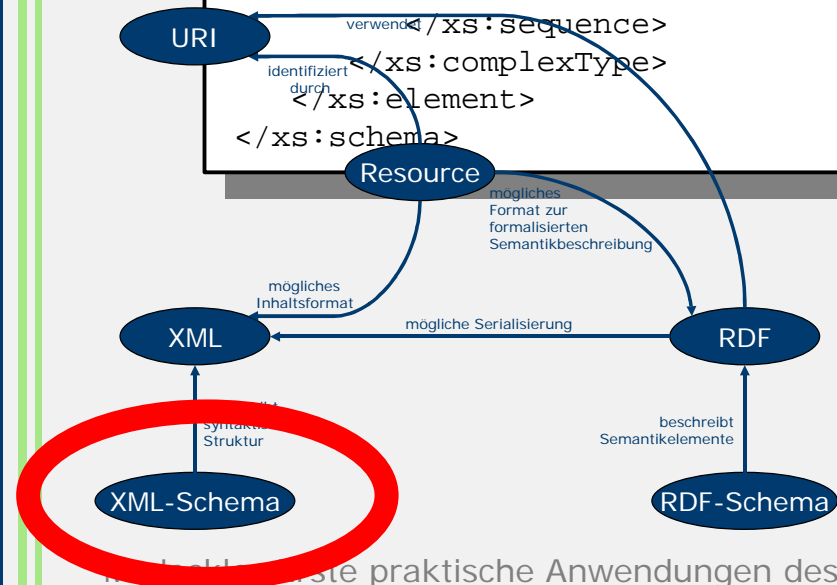 URI
verwendet
</xs:sequence>
identifiziert
durch
</xs:complexType>
</xs:element>
</xs:schema>
Resource
mögliches
Format zur
formalisierten
Semantikbeschreibung
mögliches
Inhaltsformat
XML
mögliche Serialisierung
RDF
Struktur
beschreibt
Semantikelemente
XML-Schema
RDF-Schema
praktische Anwendungen des